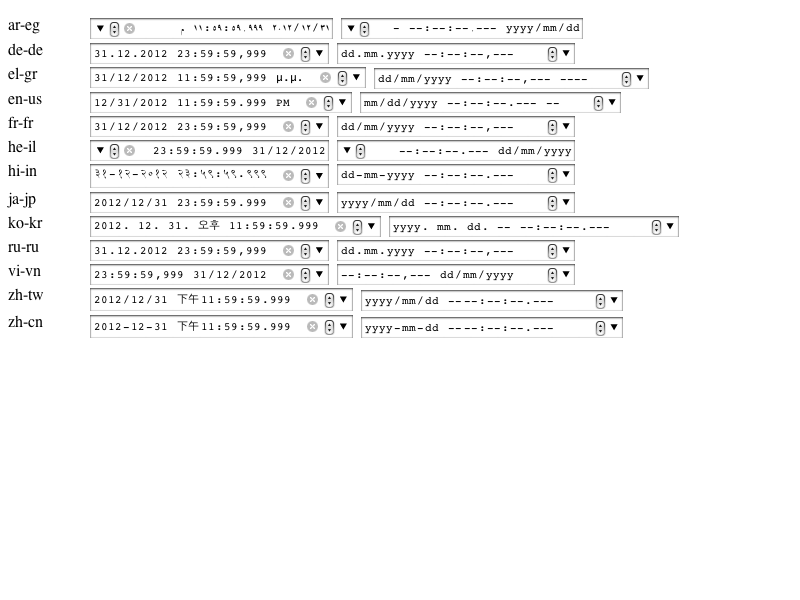 ar-eg ٢٠١٢/١٢/٣١ ١١:٥٩:٥٩.٩٩٩ م - --:--:--.--- yyyy/mm/dd
de-de 31.12.2012 23:59:59,999 dd.mm.yyyy --:--:--,---
el-gr 31/12/2012 11:59:59,999 μ.μ. dd/mm/yyyy --:--:--,--- ----
en-us 12/31/2012 11:59:59.999 PM mm/dd/yyyy --:--:--.--- --
fr-fr 31/12/2012 23:59:59,999 dd/mm/yyyy --:--:--,---
he-il 23:59:59.999 31/12/2012 --:--:--.--- dd/mm/yyyy
hi-in ३१-१२-२०१२ २३:५९:५९.९९९ dd-mm-yyyy --:--:--.---
ja-jp 2012/12/31 23:59:59.999 yyyy/mm/dd --:--:--.---
ko-kr 2012. 12. 31. 오후 11:59:59.999 yyyy. mm. dd. -- --:--:--.---
ru-ru 31.12.2012 23:59:59,999 dd.mm.yyyy --:--:--,---
vi-vn 23:59:59,999 31/12/2012 --:--:--,--- dd/mm/yyyy
zh-tw 2012/12/31 下午11:59:59.999 yyyy/mm/dd ----:--:--.---
zh-cn 2012-12-31 下午11:59:59.999 yyyy-mm-dd ----:--:--.---